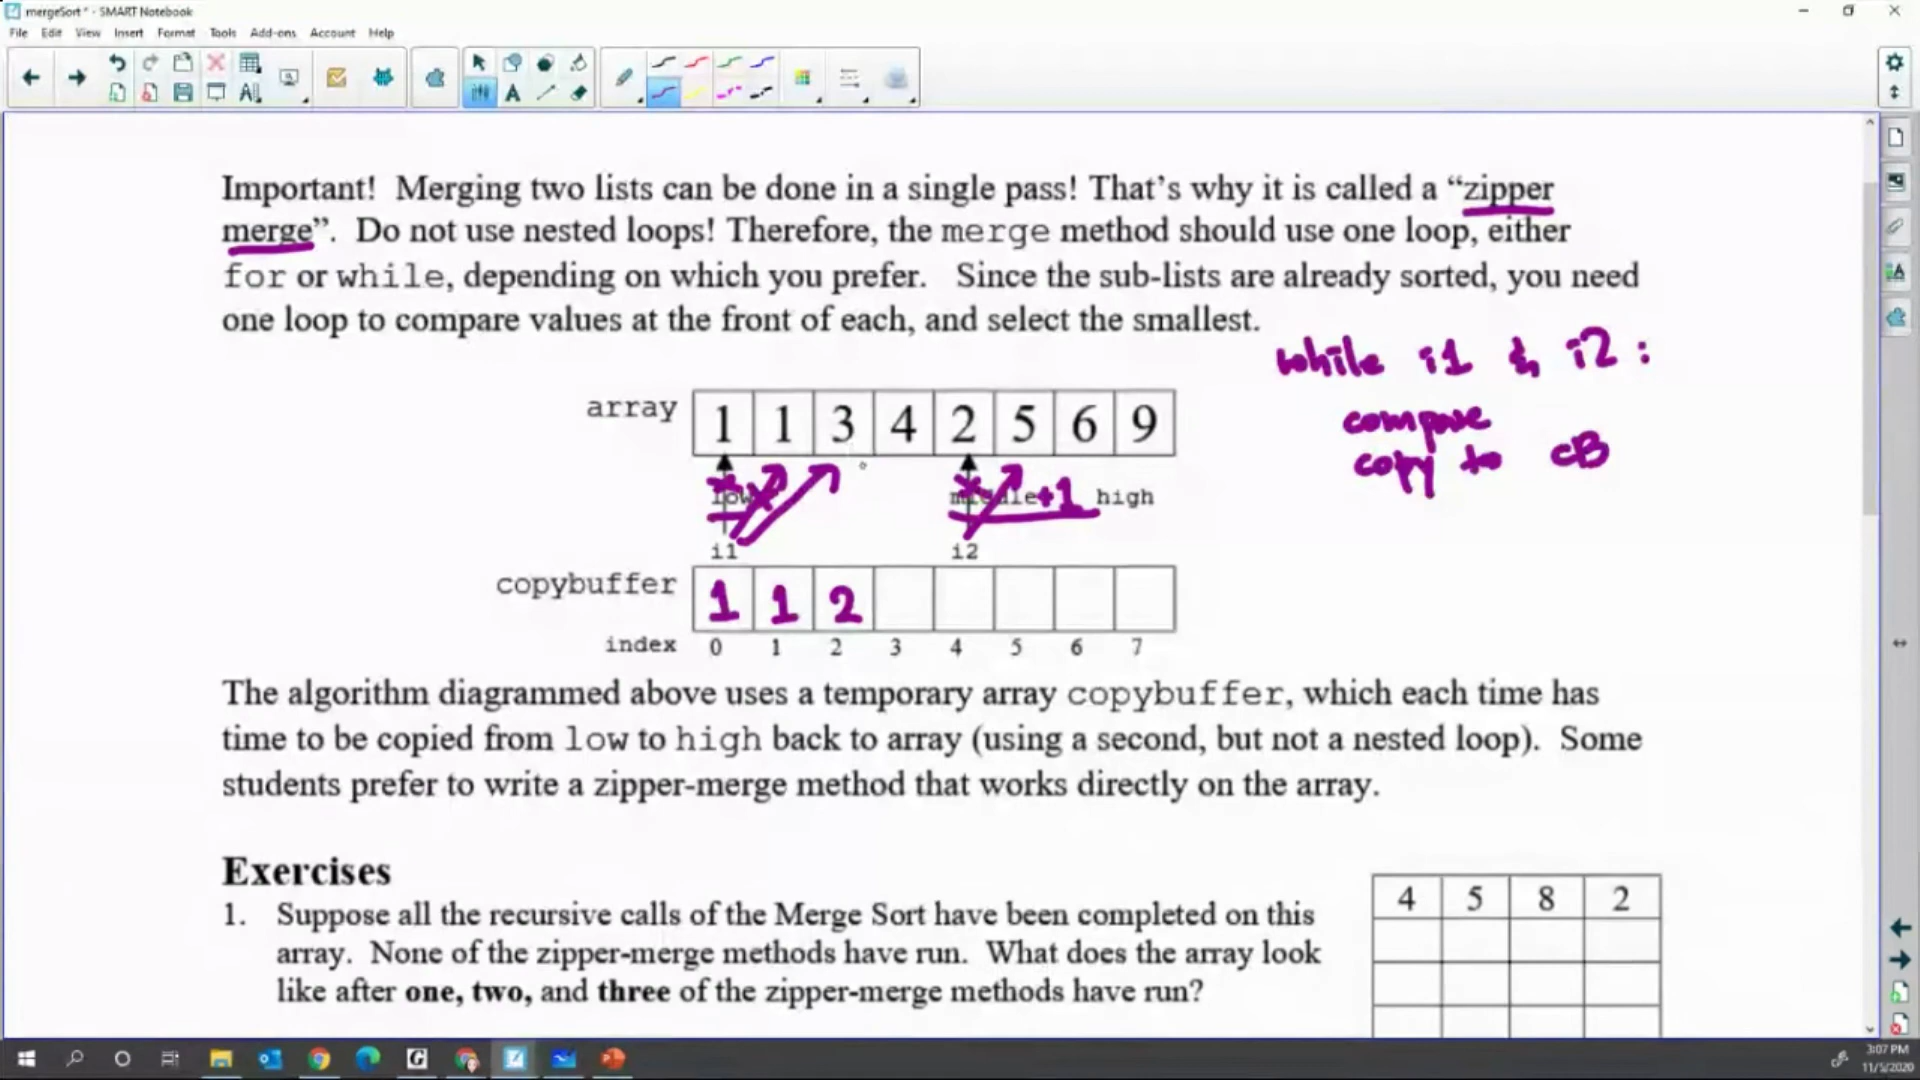 mergeSort * - SMART Notebook
File Edit View Insert Format Tools Add-ons Account Help
Important! Merging two lists can be done in a single pass! That's why it is called a “zipper
merge”. Do not use nested loops! Therefore, the merge method should use one loop, either
for or while, depending on which you prefer. Since the sub-lists are already sorted, you need
one loop to compare values at the front of each, and select the smallest.
while i1 & i2 :
compare
copy to CB
array 1 1 3 4 2 5 6 9
low middle+1 high
i1 i2
copybuffer 1 1 2
index 0 1 2 3 4 5 6 7
The algorithm diagrammed above uses a temporary array copybuffer, which each time has
time to be copied from low to high back to array (using a second, but not a nested loop). Some
students prefer to write a zipper-merge method that works directly on the array.
Exercises
1. Suppose all the recursive calls of the Merge Sort have been completed on this
array. None of the zipper-merge methods have run. What does the array look
like after one, two, and three of the zipper-merge methods have run?
4 5 8 2
3:07 PM
11/5/2020